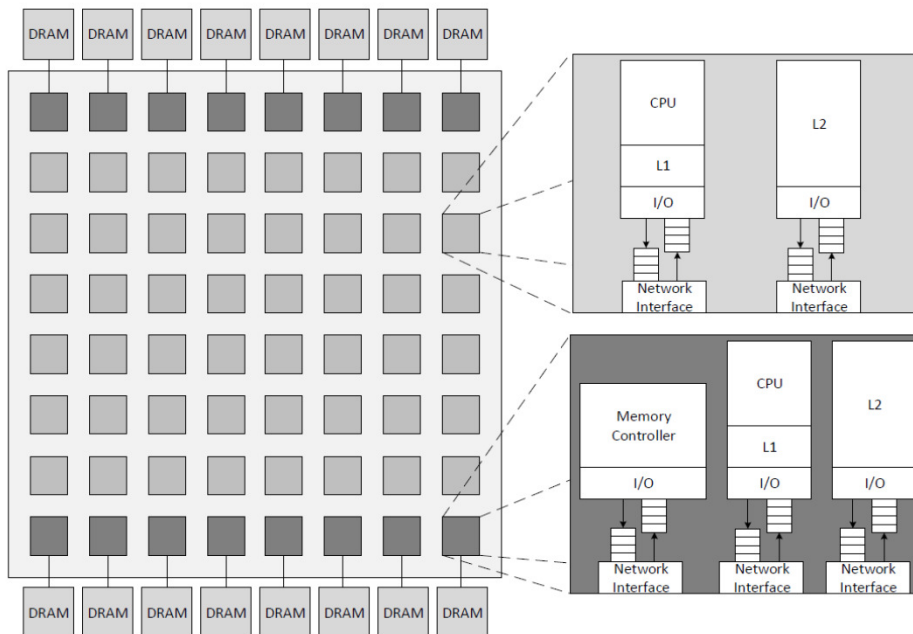 DRAM DRAM DRAM DRAM DRAM DRAM DRAM DRAM
CPU
L1
I/O
Network
Interface
L2
I/O
Network
Interface
Memory
Controller
I/O
Network
Interface
CPU
L1
I/O
Network
Interface
L2
I/O
Network
Interface
DRAM DRAM DRAM DRAM DRAM DRAM DRAM DRAM